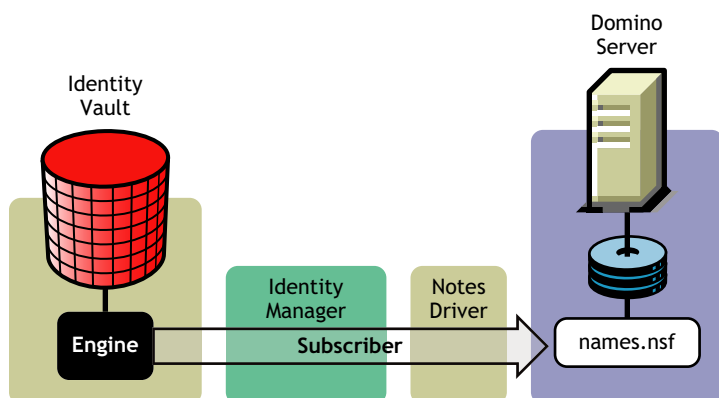 Domino
Server
Identity
Vault
Identity
Manager
Notes
Driver
Engine
Subscriber
names.nsf